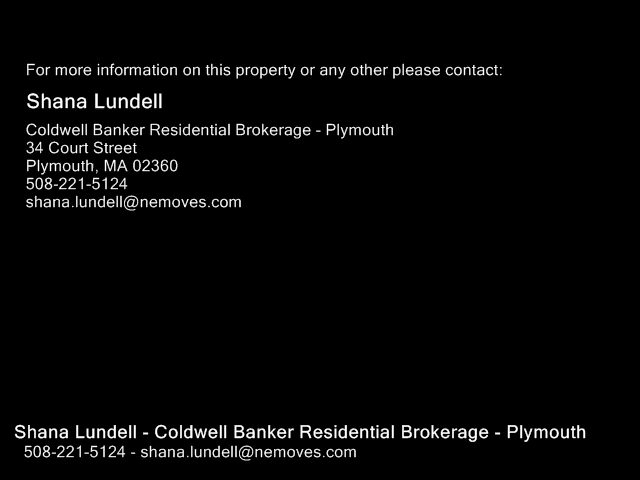 For more information on this property or any other please contact:
Shana Lundell
Coldwell Banker Residential Brokerage - Plymouth
34 Court Street
Plymouth, MA 02360
508-221-5124
shana.lundell@nemoves.com
Shana Lundell - Coldwell Banker Residential Brokerage - Plymouth
508-221-5124 - shana.lundell@nemoves.com